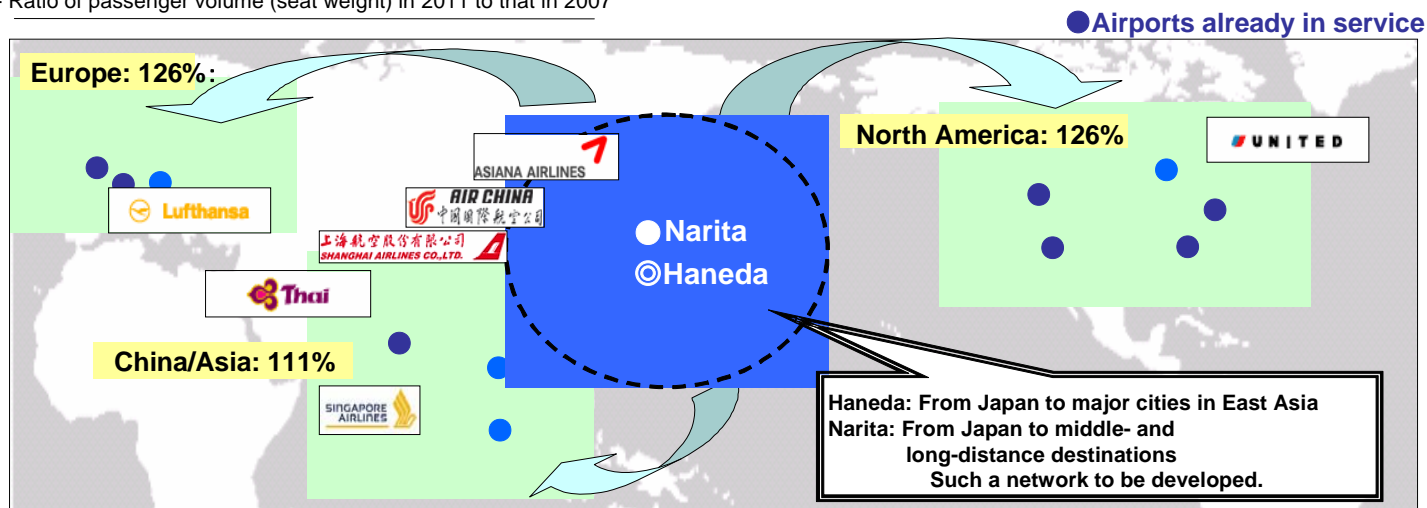 - Ratio of passenger volume (seat weight) in 2011 to that in 2007
●Airports already in service
Europe: 126%:
North America: 126%
UNITED
ASIANA AIRLINES
Lufthansa
AIR CHINA
中国国际航空公司
上海航空股份有限公司
SHANGHAI AIRLINES CO.,LTD.
Narita
Haneda
Thai
China/Asia: 111%
SINGAPORE
AIRLINES
Haneda: From Japan to major cities in East Asia
Narita: From Japan to middle- and
long-distance destinations
Such a network to be developed.